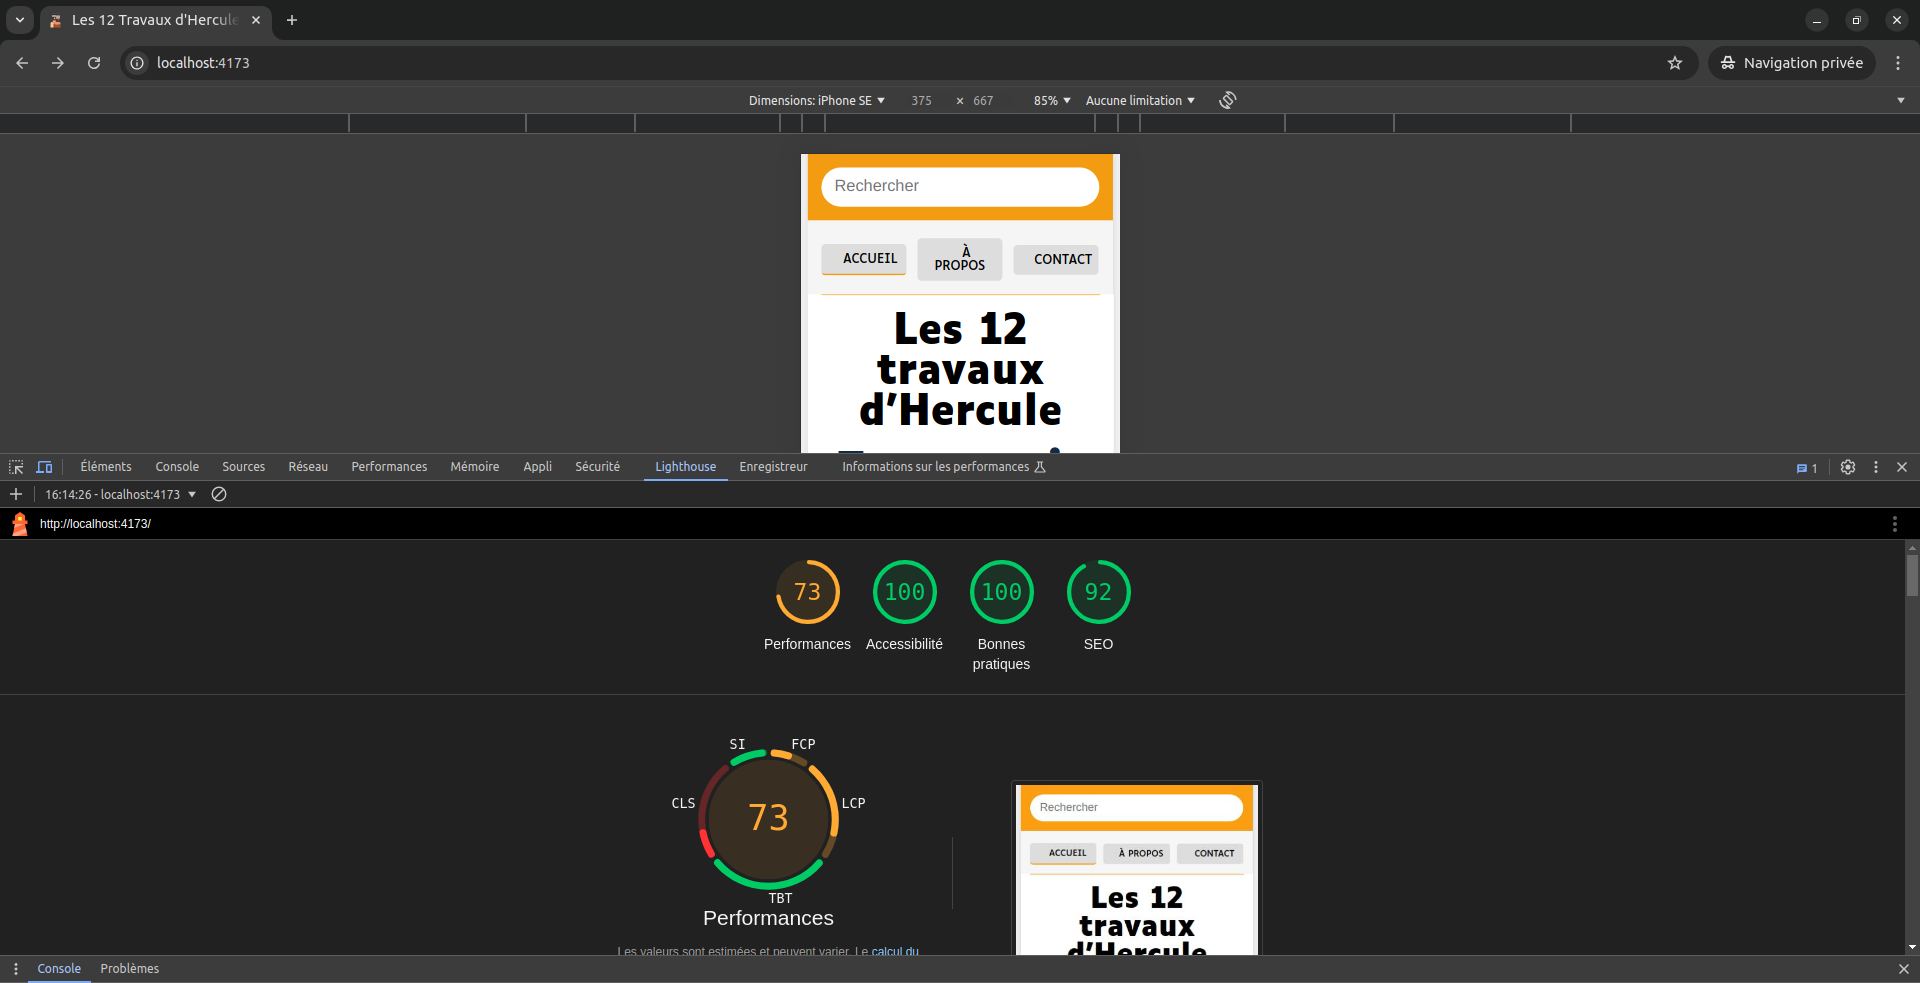 Les 12 Travaux d'Hercule
localhost:4173
Navigation privée
Dimensions: iPhone SE 375 × 667 85% Aucune limitation
Rechercher
ACCUEIL
À PROPOS
CONTACT
Les 12
travaux
d’Hercule
Éléments Console Sources Réseau Performances Mémoire Appli Sécurité Lighthouse Enregistreur Informations sur les performances 1
16:14:26 - localhost:4173
http://localhost:4173/
73 100 100 92
Performances Accessibilité Bonnes pratiques SEO
SI FCP
CLS LCP
73
TBT
Performances
Les valeurs sont estimées et peuvent varier. Le calcul du
Rechercher
ACCUEIL À PROPOS CONTACT
Les 12
travaux
d’Hercule
Console Problèmes